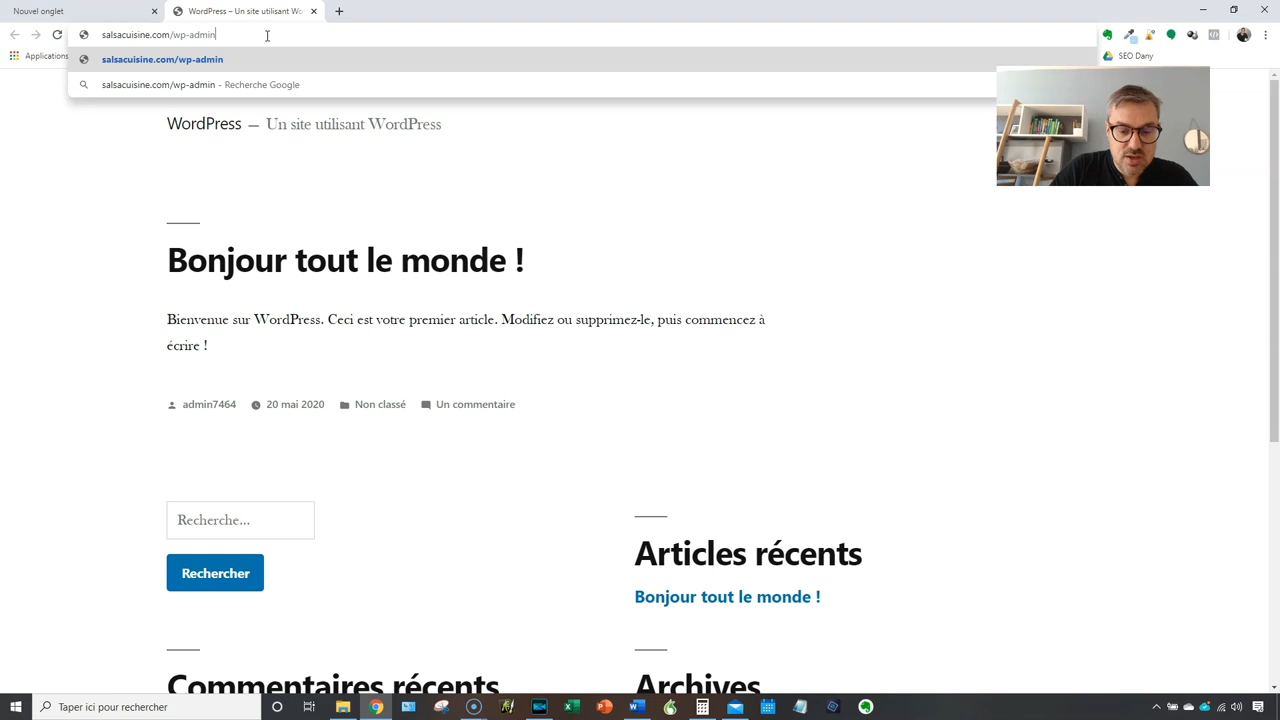 Nouvel onglet
WordPress – Un site utilisant Wo
salsacuisine.com/wp-admin
Applications
salsacuisine.com/wp-admin
SEO Dany
salsacuisine.com/wp-admin - Recherche Google
WordPress — Un site utilisant WordPress
Bonjour tout le monde !
Bienvenue sur WordPress. Ceci est votre premier article. Modifiez ou supprimez-le, puis commencez à
écrire !
admin7464 20 mai 2020 Non classé Un commentaire
Recherche…
Rechercher
Articles récents
Bonjour tout le monde !
Commentaires récents
Archives
Taper ici pour rechercher